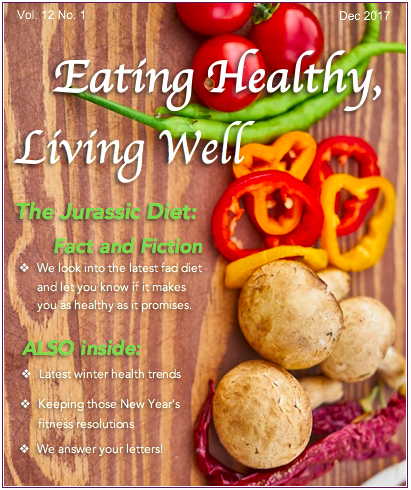 Vol. 12 No. 1
Dec 2017
Eating Healthy,
Living Well
The Jurassic Diet:
Fact and Fiction
❖ We look into the latest fad diet
and let you know if it makes
you as healthy as it promises.
ALSO inside:
❖ Latest winter health trends
❖ Keeping those New Year's
fitness resolutions
❖ We answer your letters!